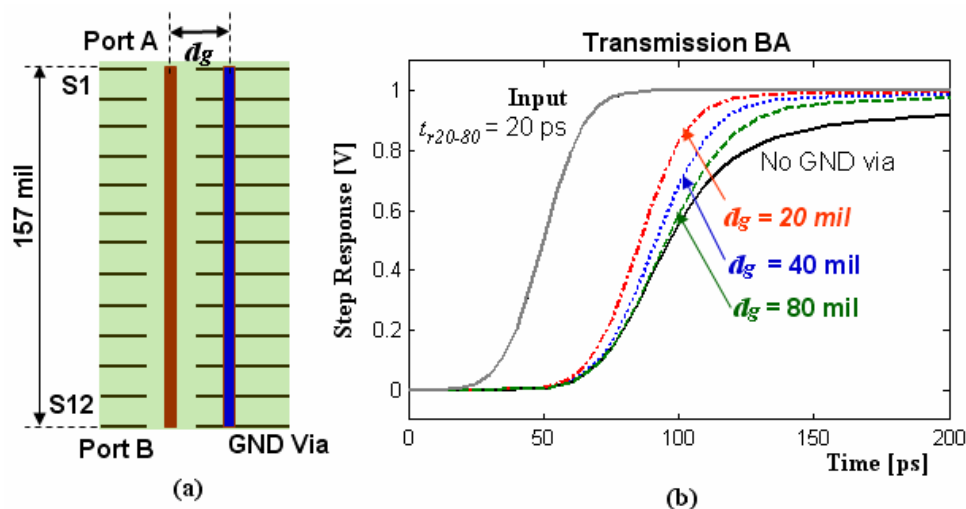 Port A
dg
S1
157 mil
S12
Port B
GND Via
(a)
Transmission BA
Step Response [V]
1
0.8
0.6
0.4
0.2
0
Input
tr20-80 = 20 ps
No GND via
dg = 20 mil
dg = 40 mil
dg = 80 mil
0
50
100
150
200
Time [ps]
(b)